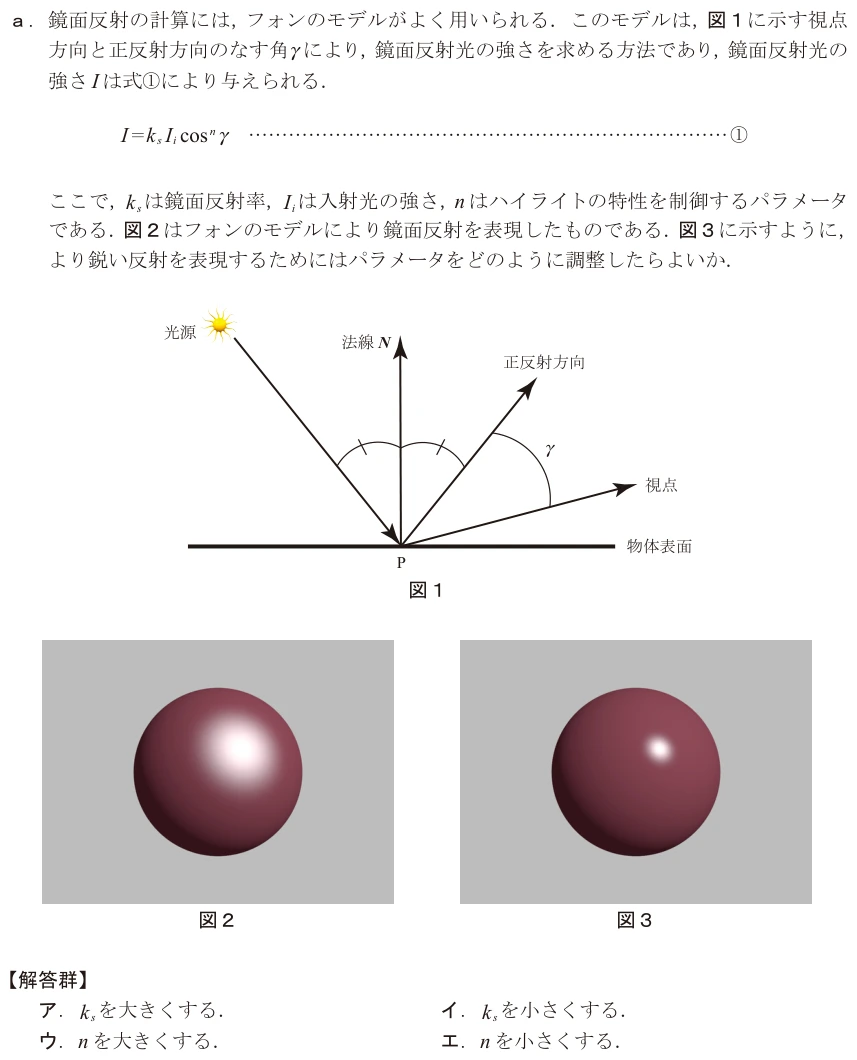 a．鏡面反射の計算には，フォンのモデルがよく用いられる．このモデルは，図1に示す視点
方向と正反射方向のなす角γにより，鏡面反射光の強さを求める方法であり，鏡面反射光の
強さ I は式①により与えられる．
I=kₛ Iᵢ cosⁿ γ ……………………………………………………………①
ここで，kₛは鏡面反射率，Iᵢは入射光の強さ，nはハイライトの特性を制御するパラメータ
である．図2はフォンのモデルにより鏡面反射を表現したものである．図3に示すように，
より鋭い反射を表現するためにはパラメータをどのように調整したらよいか．
光源
法線 N
正反射方向
γ
視点
物体表面
P
図1
図2
図3
【解答群】
ア．kₛを大きくする．
イ．kₛを小さくする．
ウ．nを大きくする．
エ．nを小さくする．